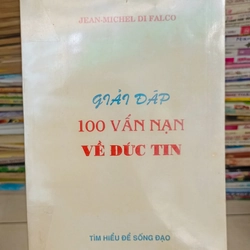 JEAN-MICHEL DI FALCO
GIẢI ĐÁP
100 VẤN NẠN
VỀ ĐỨC TIN
TÌM HIỂU ĐỂ SỐNG ĐẠO